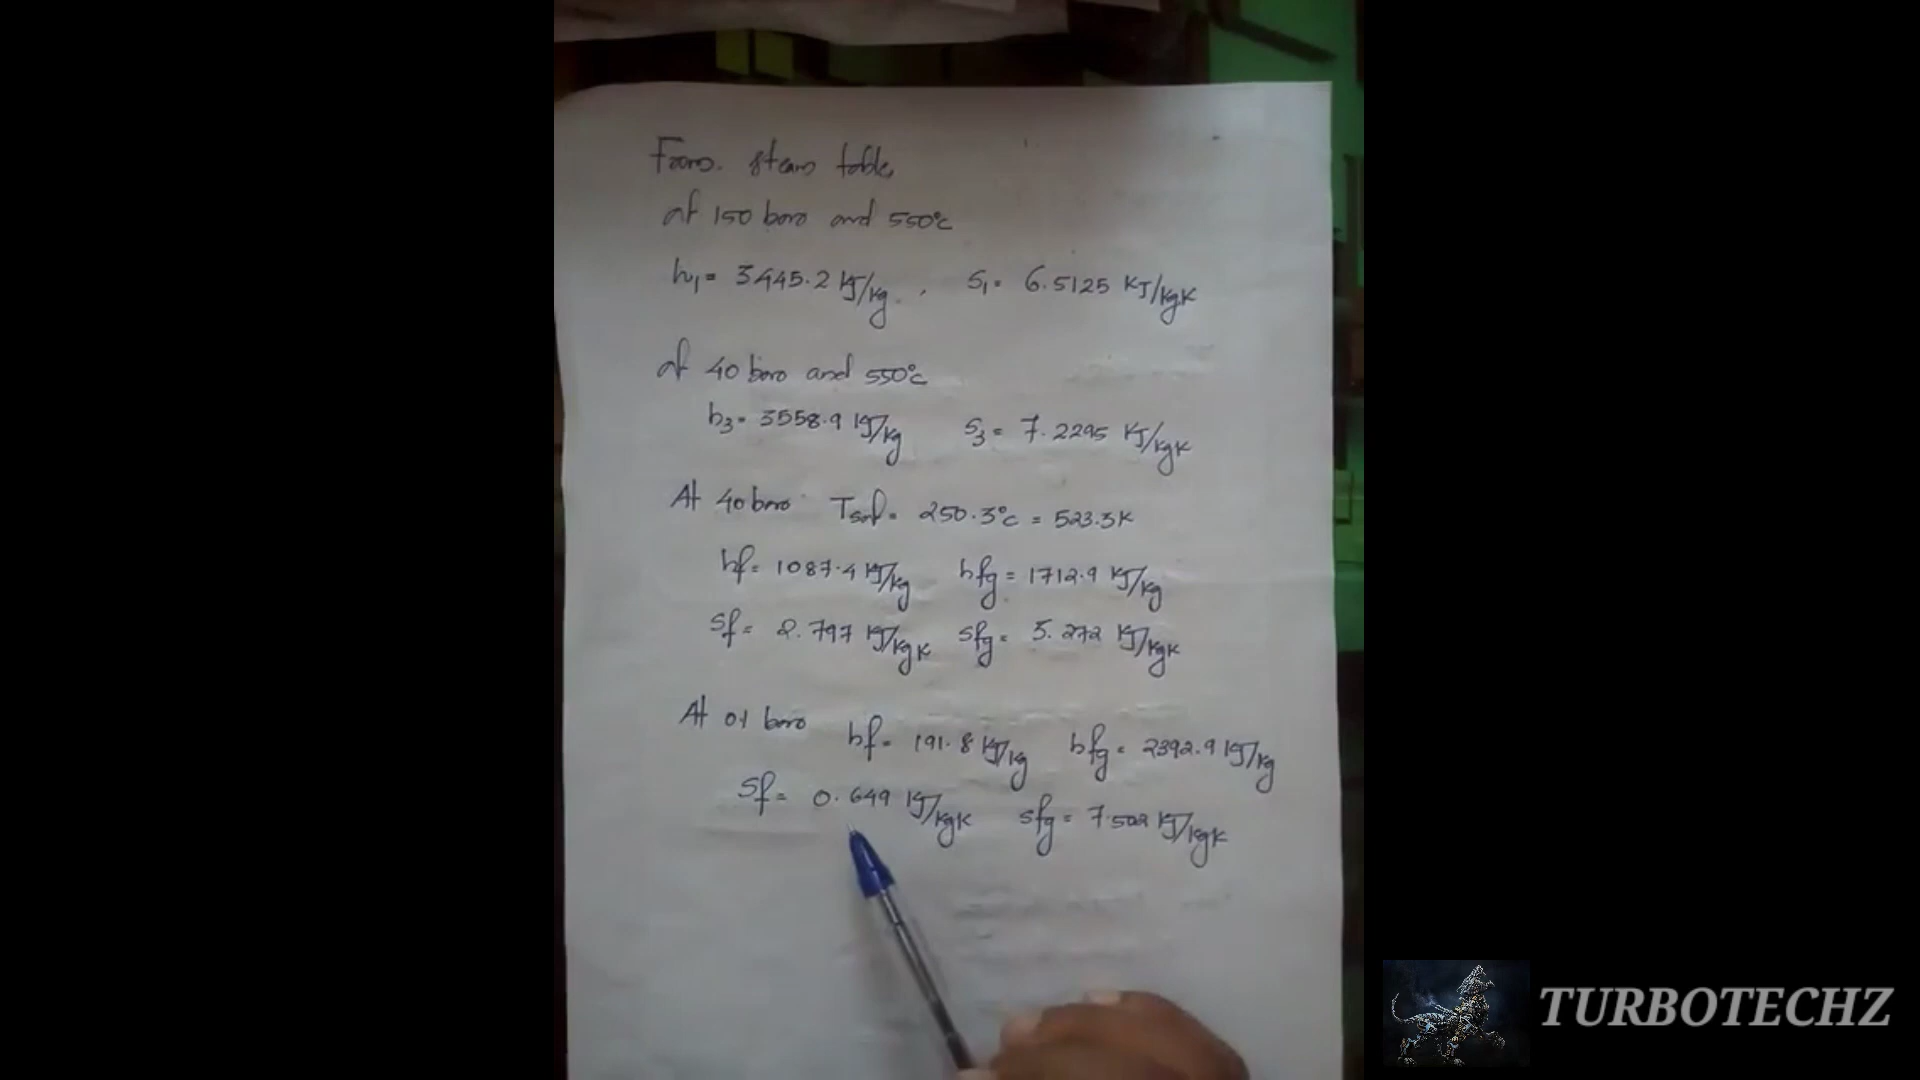 From. steam table,
at 150 bar and 550°C
h1 = 3445.2 KJ/kg, S1 = 6.5125 KJ/kgK
at 40 bar and 550°C
h3 = 3558.9 KJ/kg S3 = 7.2295 KJ/kgK
At 40 bar Tsat = 250.3°C = 523.3K
hf = 1087.4 KJ/kg hfg = 1712.9 KJ/kg
Sf = 2.797 KJ/kgK Sfg = 3.272 KJ/kgK
At 0.1 bar hf = 191.8 KJ/kg hfg = 2392.9 KJ/kg
Sf = 0.649 KJ/kgK Sfg = 7.502 KJ/kgK
TURBOTECHZ